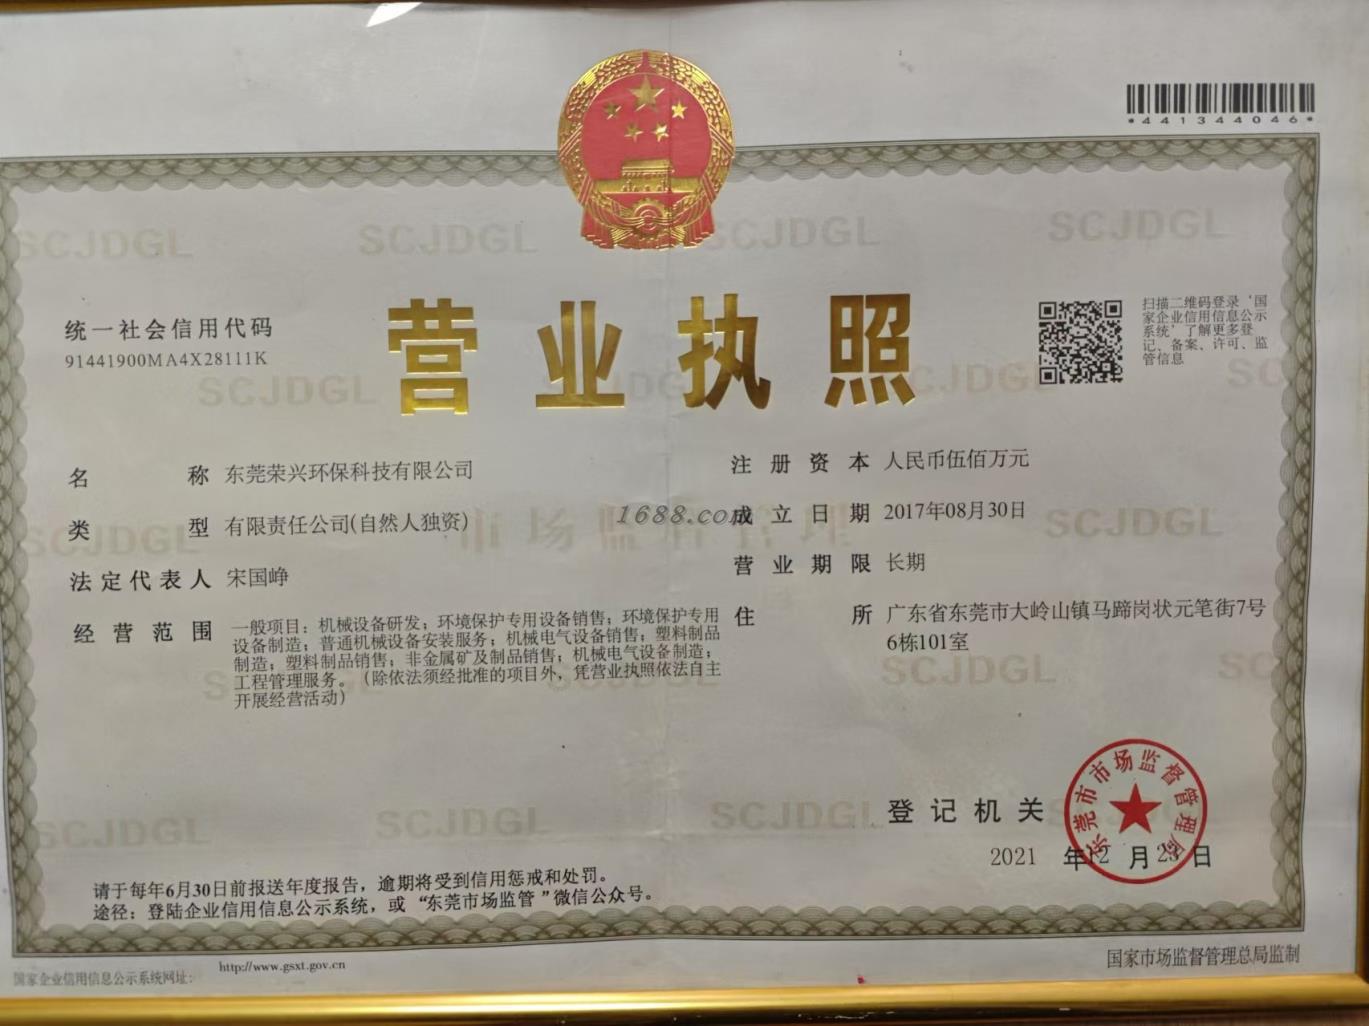 *441344046*
统一社会信用代码
91441900MA4X28111K
营业执照
扫描二维码登录‘国
家企业信用信息公示
系统’了解更多登
记、备案、许可、监
管信息
名称 东莞荣兴环保科技有限公司
类型 有限责任公司(自然人独资)
法定代表人 宋国峥
经营范围 一般项目：机械设备研发；环境保护专用设备销售；环境保护专用
设备制造；普通机械设备安装服务；机械电气设备销售；塑料制品
制造；塑料制品销售；非金属矿及制品销售；机械电气设备制造；
工程管理服务。（除依法须经批准的项目外，凭营业执照依法自主
开展经营活动）
注册资本 人民币伍佰万元
成立日期 2017年08月30日
营业期限 长期
住所 广东省东莞市大岭山镇马蹄岗状元笔街7号
6栋101室
1688.com
市场监督管理
SCJDGL
登记机关
东莞市市场监督管理局
2021 年12 月23 日
请于每年6月30日前报送年度报告，逾期将受到信用惩戒和处罚。
途径：登陆企业信用信息公示系统，或“东莞市场监管”微信公众号。
国家企业信用信息公示系统网址：
http://www.gsxt.gov.cn
国家市场监督管理总局监制